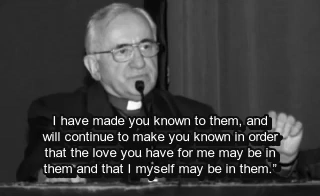 I have made you known to them, and
will continue to make you known in order
that the love you have for me may be in
them and that I myself may be in them.”